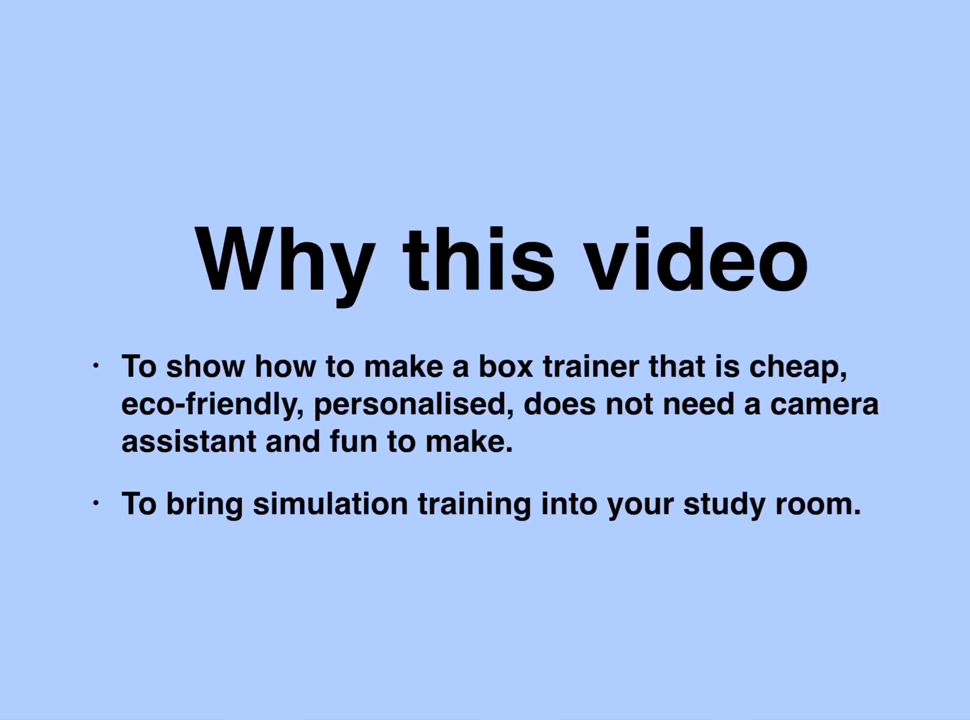 Why this video
· To show how to make a box trainer that is cheap,
eco-friendly, personalised, does not need a camera
assistant and fun to make.
· To bring simulation training into your study room.